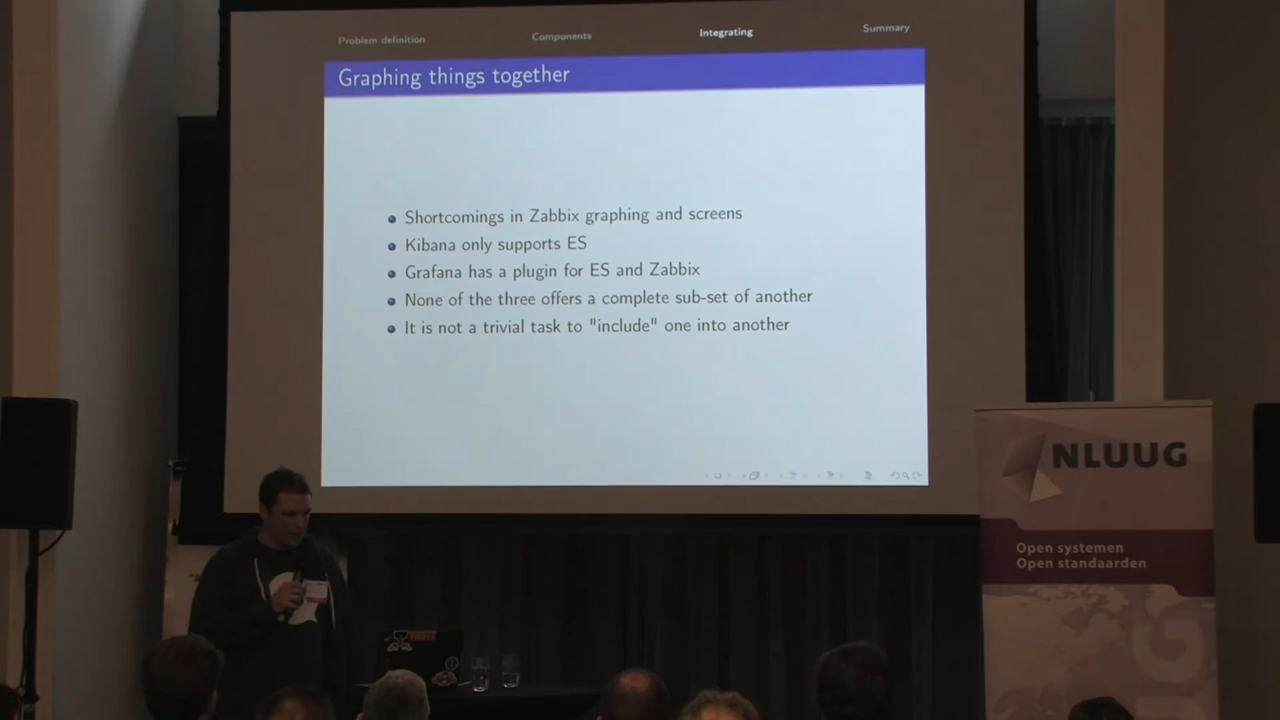 Problem definition
Components
Integrating
Summary
Graphing things together
Shortcomings in Zabbix graphing and screens
Kibana only supports ES
Grafana has a plugin for ES and Zabbix
None of the three offers a complete sub-set of another
It is not a trivial task to "include" one into another
NLUUG
Open systemen
Open standaarden